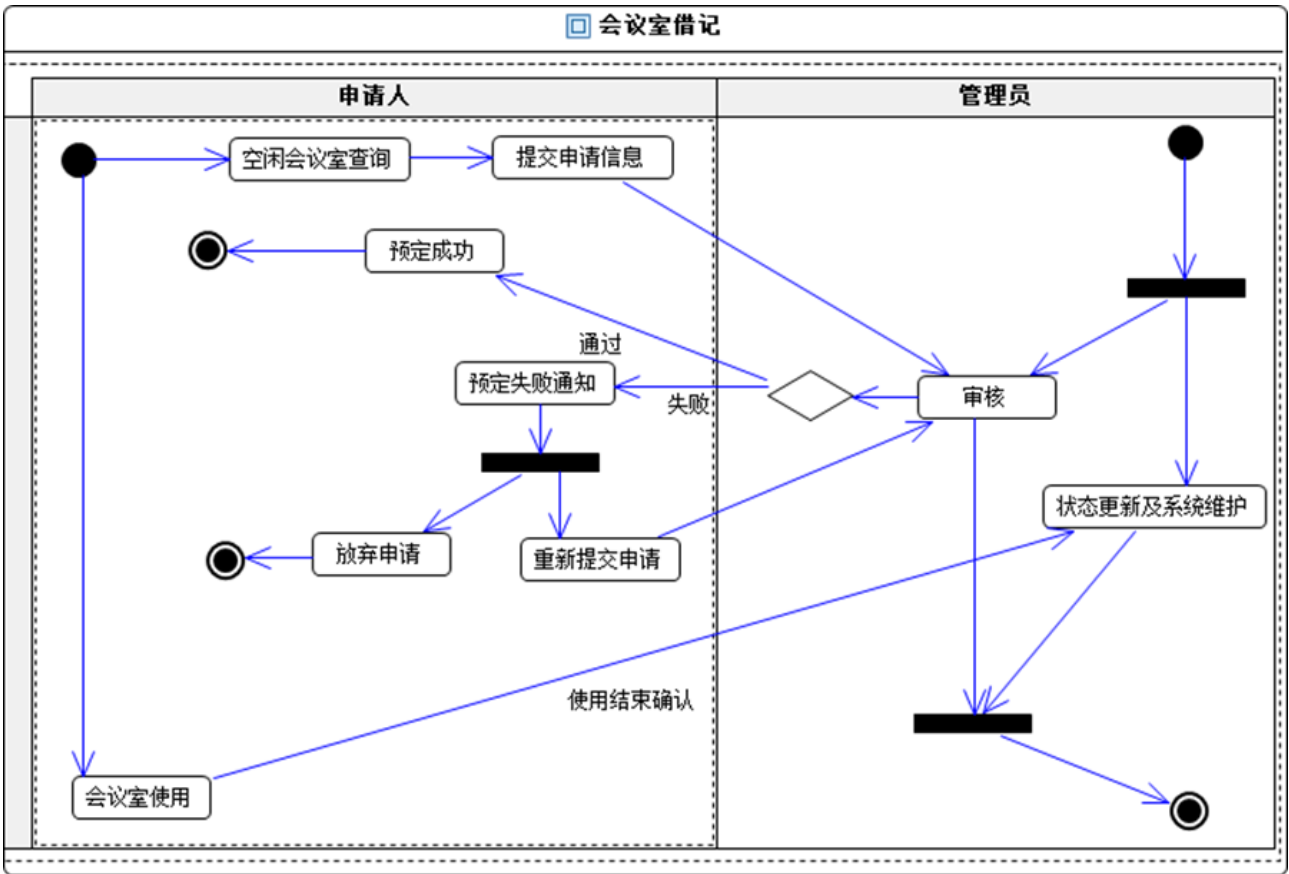 会议室借记
申请人
管理员
空闲会议室查询
提交申请信息
预定成功
通过
预定失败通知
失败
审核
状态更新及系统维护
放弃申请
重新提交申请
使用结束确认
会议室使用